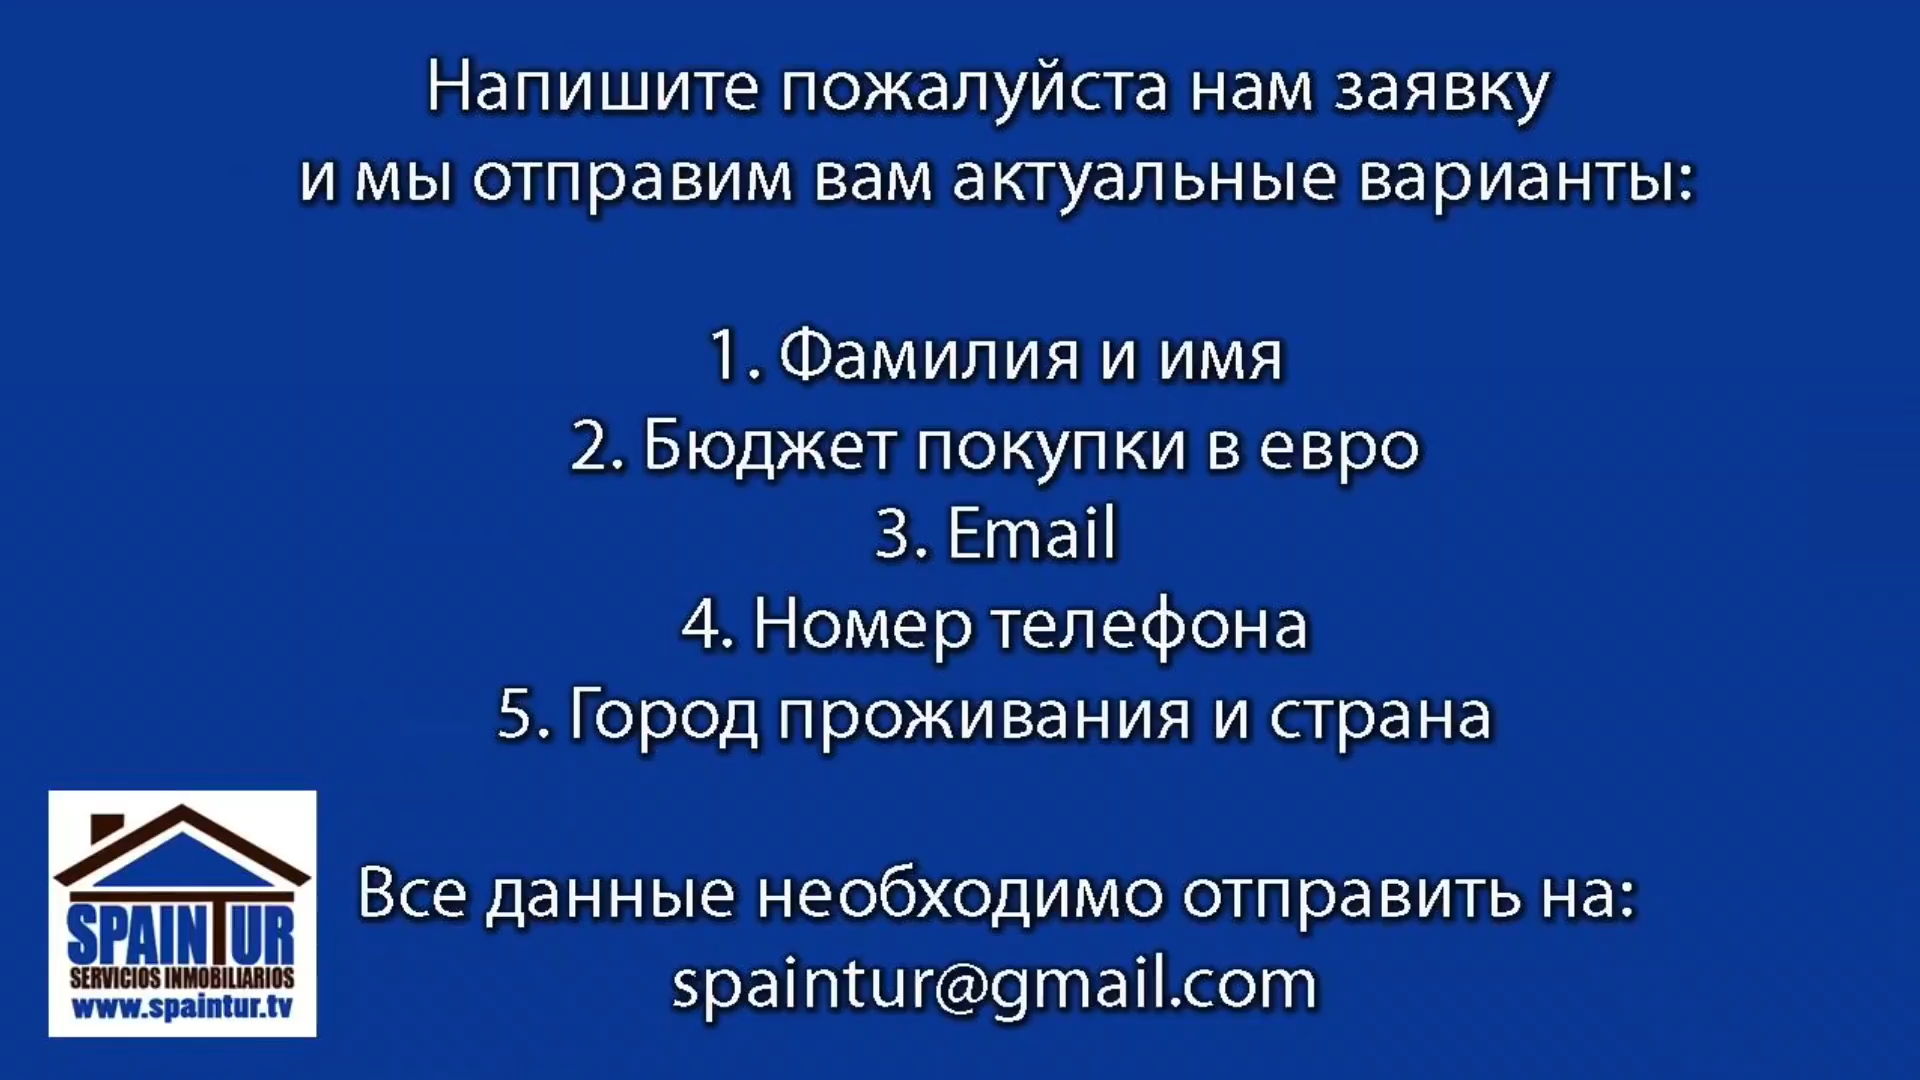 Напишите пожалуйста нам заявку
и мы отправим вам актуальные варианты:
1. Фамилия и имя
2. Бюджет покупки в евро
3. Email
4. Номер телефона
5. Город проживания и страна
Все данные необходимо отправить на:
spaintur@gmail.com
SPAINTUR
SERVICIOS INMOBILIARIOS
www.spaintur.tv